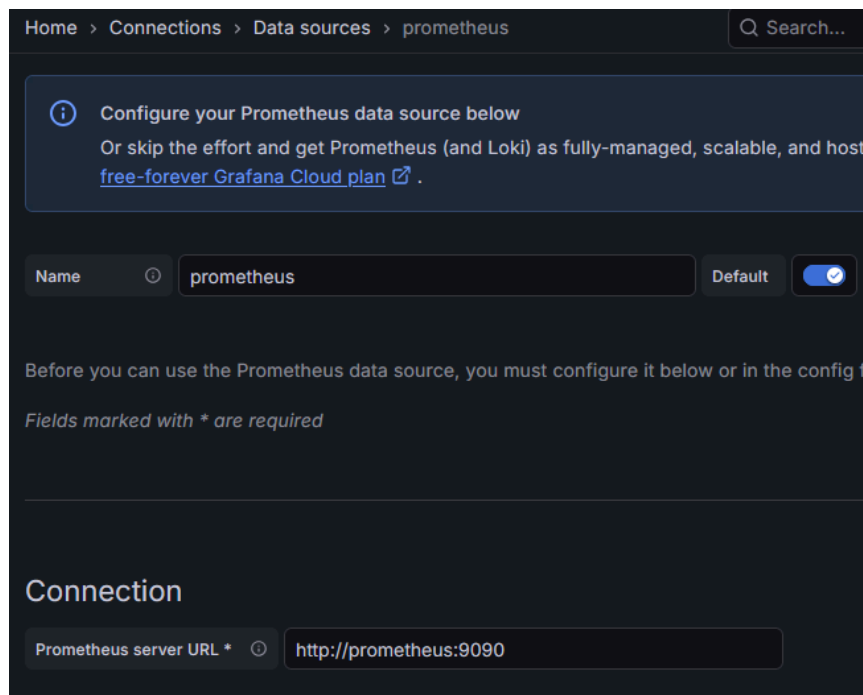 Home > Connections > Data sources > prometheus
Search...
Configure your Prometheus data source below
Or skip the effort and get Prometheus (and Loki) as fully-managed, scalable, and host
free-forever Grafana Cloud plan .
Name
prometheus
Default
Before you can use the Prometheus data source, you must configure it below or in the config
Fields marked with * are required
Connection
Prometheus server URL *
http://prometheus:9090